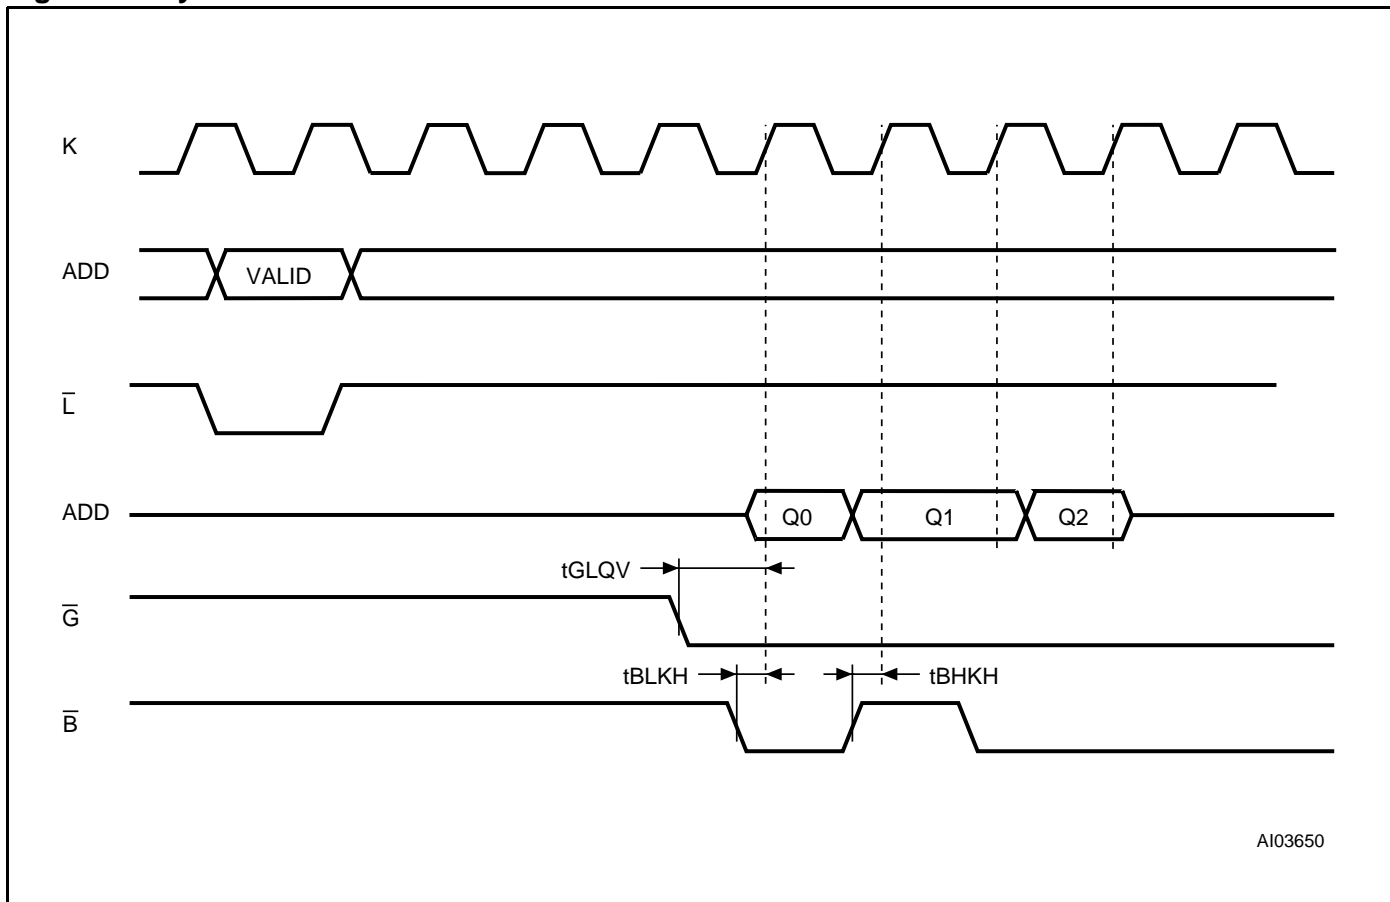 K
ADD
VALID
L̅
ADD
Q0
Q1
Q2
tGLQV
G̅
tBLKH
tBHKH
B̅
AI03650